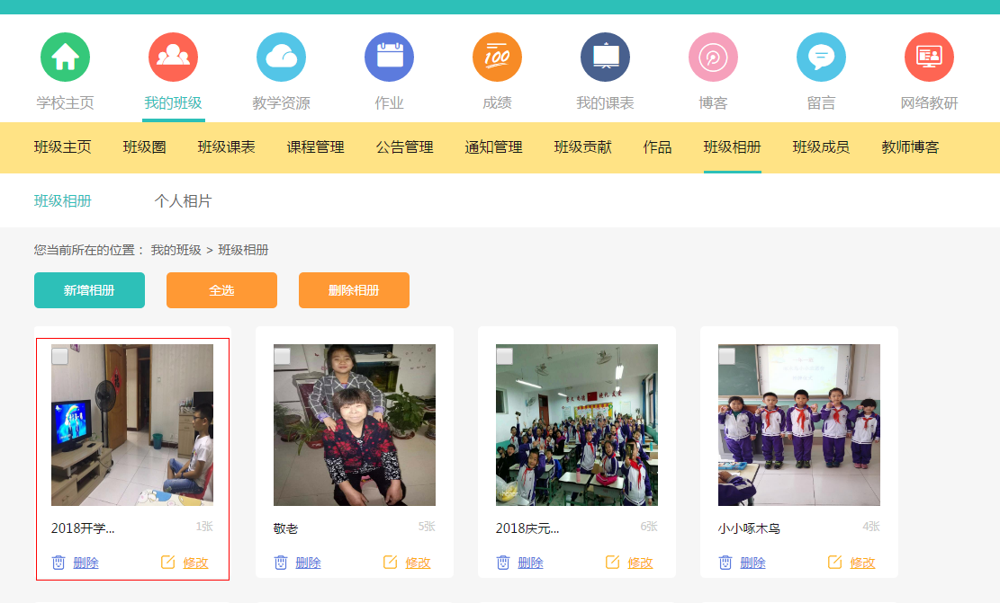 100
学校主页 我的班级 教学资源 作业 成绩 我的课表 博客 留言 网络教研
班级主页 班级圈 班级课表 课程管理 公告管理 通知管理 班级贡献 作品 班级相册 班级成员 教师博客
班级相册 个人相片
您当前所在的位置： 我的班级 > 班级相册
新增相册 全选 删除相册
2018开学... 1张 敬老 5张 2018庆元... 6张 小小啄木鸟 4张
删除 修改 删除 修改 删除 修改 删除 修改